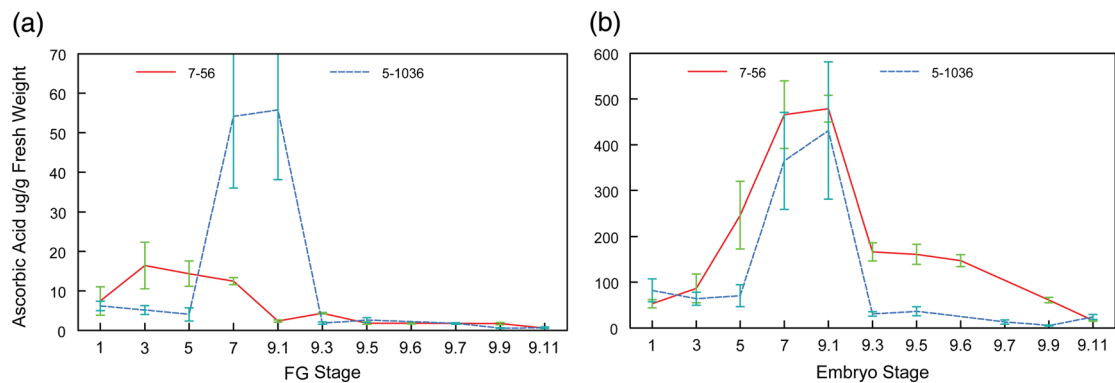 (a)
(b)
Ascorbic Acid ug/g Fresh Weight
70
60
50
40
30
20
10
0
7-56
5-1036
1 3 5 7 9.1 9.3 9.5 9.6 9.7 9.9 9.11
FG Stage
600
500
400
300
200
100
0
7-56
5-1036
1 3 5 7 9.1 9.3 9.5 9.6 9.7 9.9 9.11
Embryo Stage